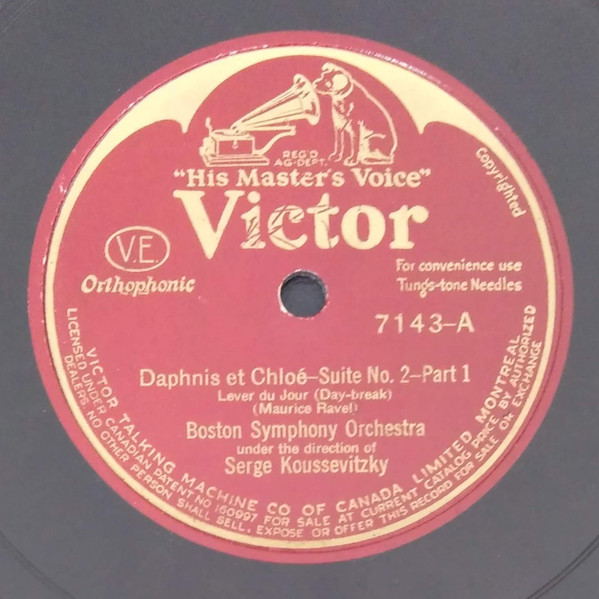 REG'D
AG-DEPT.
"His Master's Voice"
Victor
Copyrighted
V.E.
Orthophonic
For convenience use
Tungs-tone Needles
7143-A
Daphnis et Chloé-Suite No. 2-Part 1
Lever du Jour (Day-break)
(Maurice Ravel)
Boston Symphony Orchestra
under the direction of
Serge Koussevitzky
VICTOR TALKING MACHINE CO OF CANADA LIMITED. MONTREAL
LICENSED UNDER CANADIAN PATENT NO 160997 FOR SALE AT CURRENT CATALOG PRICE BY AUTHORIZED
DEALERS. NO OTHER PERSON SHALL SELL, EXPOSE OR OFFER THIS RECORD FOR SALE OR EXCHANGE